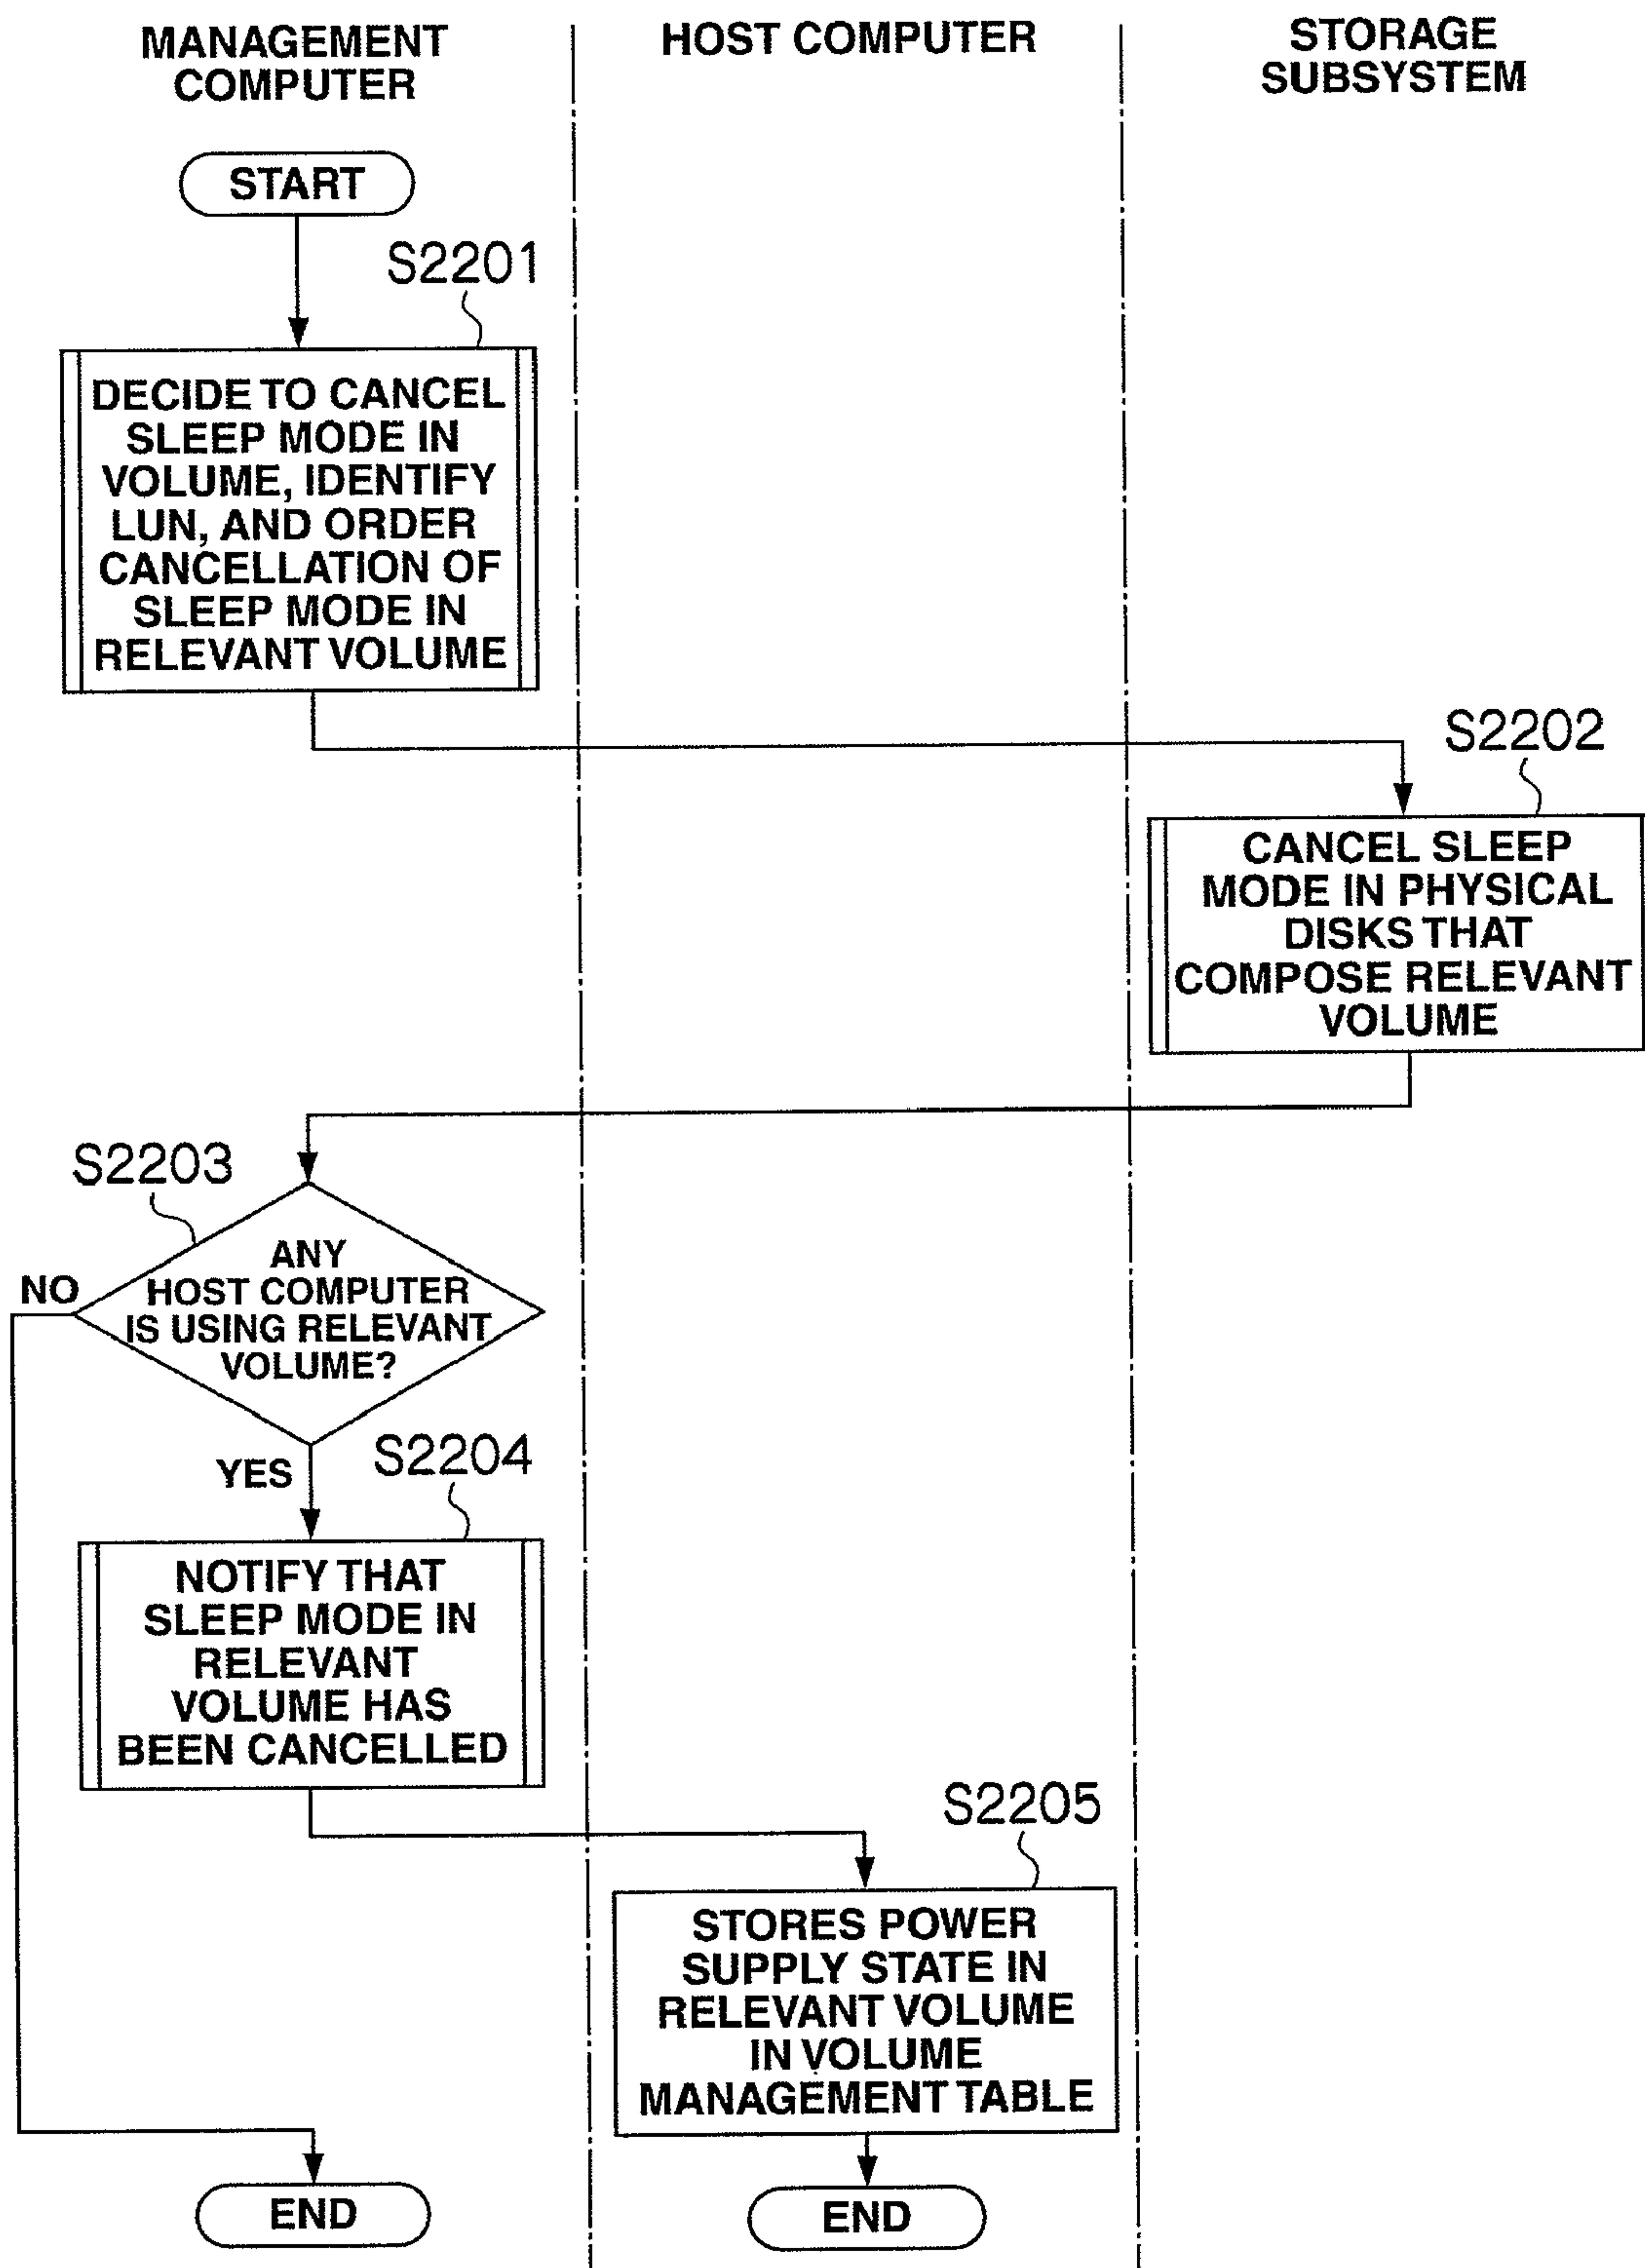 MANAGEMENT
COMPUTER
HOST COMPUTER
STORAGE
SUBSYSTEM
START
S2201
DECIDE TO CANCEL
SLEEP MODE IN
VOLUME, IDENTIFY
LUN, AND ORDER
CANCELLATION OF
SLEEP MODE IN
RELEVANT VOLUME
S2202
CANCEL SLEEP
MODE IN PHYSICAL
DISKS THAT
COMPOSE RELEVANT
VOLUME
S2203
ANY
HOST COMPUTER
IS USING RELEVANT
VOLUME?
NO
YES
S2204
NOTIFY THAT
SLEEP MODE IN
RELEVANT
VOLUME HAS
BEEN CANCELLED
S2205
STORES POWER
SUPPLY STATE IN
RELEVANT VOLUME
IN VOLUME
MANAGEMENT TABLE
END
END